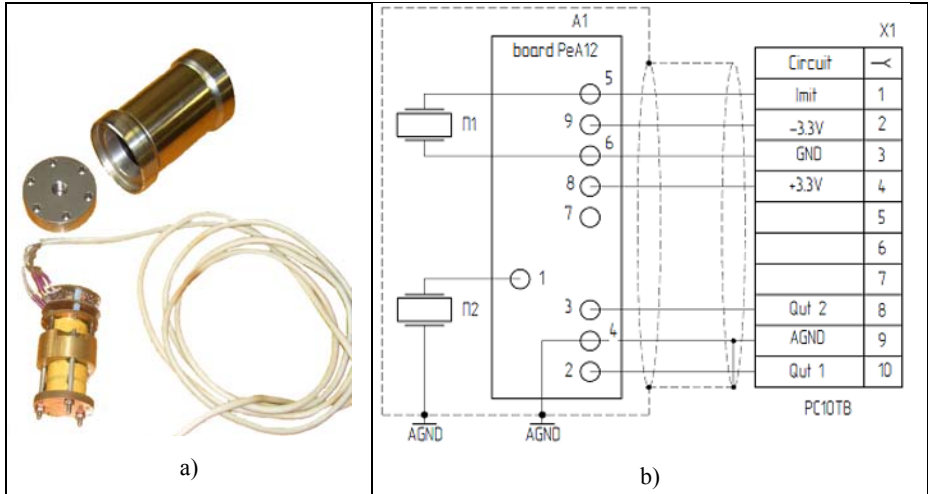 a)
A1
board PeA12
П1
П2
5
9
6
8
7
1
3
4
2
AGND
AGND
X1
Circuit
Imit 1
-3.3V 2
GND 3
+3.3V 4
5
6
7
Qut 2 8
AGND 9
Qut 1 10
PC10TB
b)